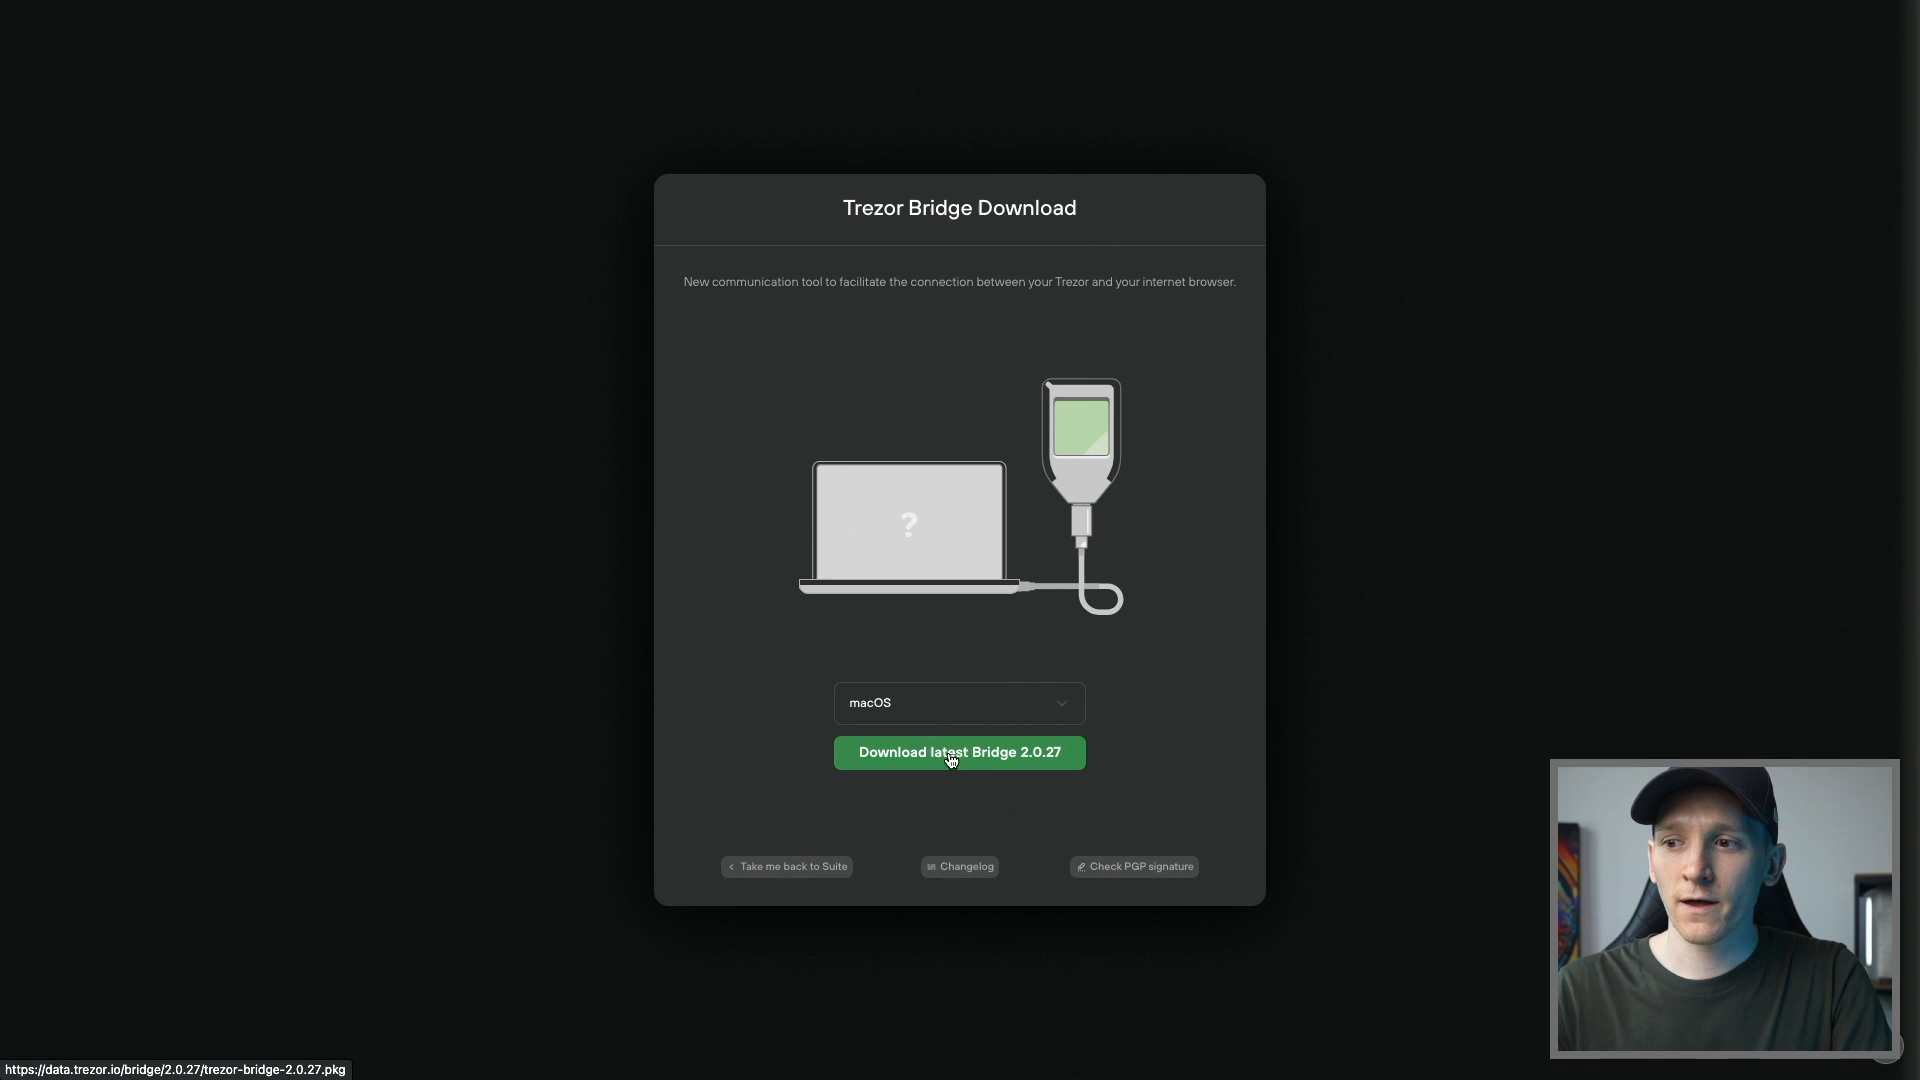 Trezor Bridge Download
New communication tool to facilitate the connection between your Trezor and your internet browser.
?
macOS
Download latest Bridge 2.0.27
Take me back to Suite
Changelog
Check PGP signature
https://data.trezor.io/bridge/2.0.27/trezor-bridge-2.0.27.pkg